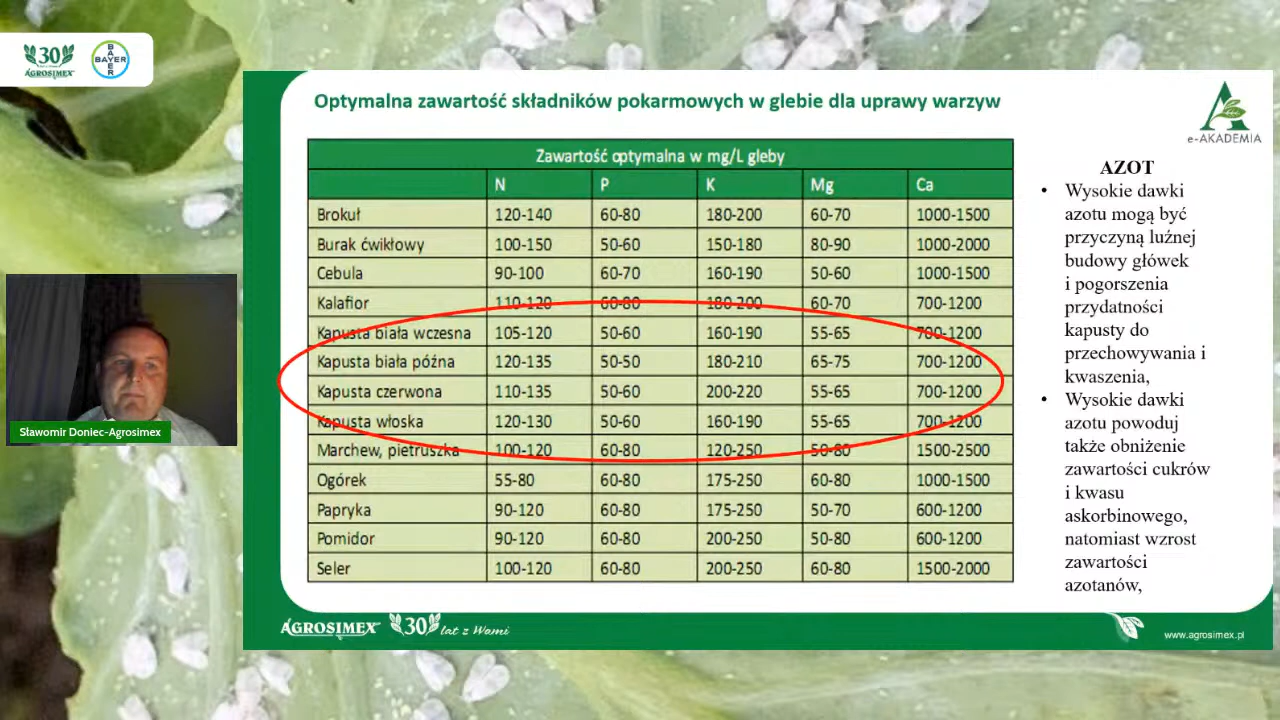 30
AGROSIMEX
BAYER
BAYER
Optymalna zawartość składników pokarmowych w glebie dla uprawy warzyw
A
e-AKADEMIA
Zawartość optymalna w mg/L gleby
N P K Mg Ca
Brokuł 120-140 60-80 180-200 60-70 1000-1500
Burak ćwikłowy 100-150 50-60 150-180 80-90 1000-2000
Cebula 90-100 60-70 160-190 50-60 1000-1500
Kalafior 110-120 60-80 180-200 60-70 700-1200
Kapusta biała wczesna 105-120 50-60 160-190 55-65 700-1200
Kapusta biała późna 120-135 50-50 180-210 65-75 700-1200
Kapusta czerwona 110-135 50-60 200-220 55-65 700-1200
Kapusta włoska 120-130 50-60 160-190 55-65 700-1200
Marchew, pietruszka 100-120 60-80 120-250 50-80 1500-2500
Ogórek 55-80 60-80 175-250 60-80 1000-1500
Papryka 90-120 60-80 175-250 50-70 600-1200
Pomidor 90-120 60-80 200-250 50-80 600-1200
Seler 100-120 60-80 200-250 60-80 1500-2000
AZOT
• Wysokie dawki
azotu mogą być
przyczyną luźnej
budowy główek
i pogorszenia
przydatności
kapusty do
przechowywania i
kwaszenia,
• Wysokie dawki
azotu powoduj
także obniżenie
zawartości cukrów
i kwasu
askorbinowego,
natomiast wzrost
zawartości
azotanów,
Sławomir Doniec-Agrosimex
AGROSIMEX 30 lat z Wami
www.agrosimex.pl